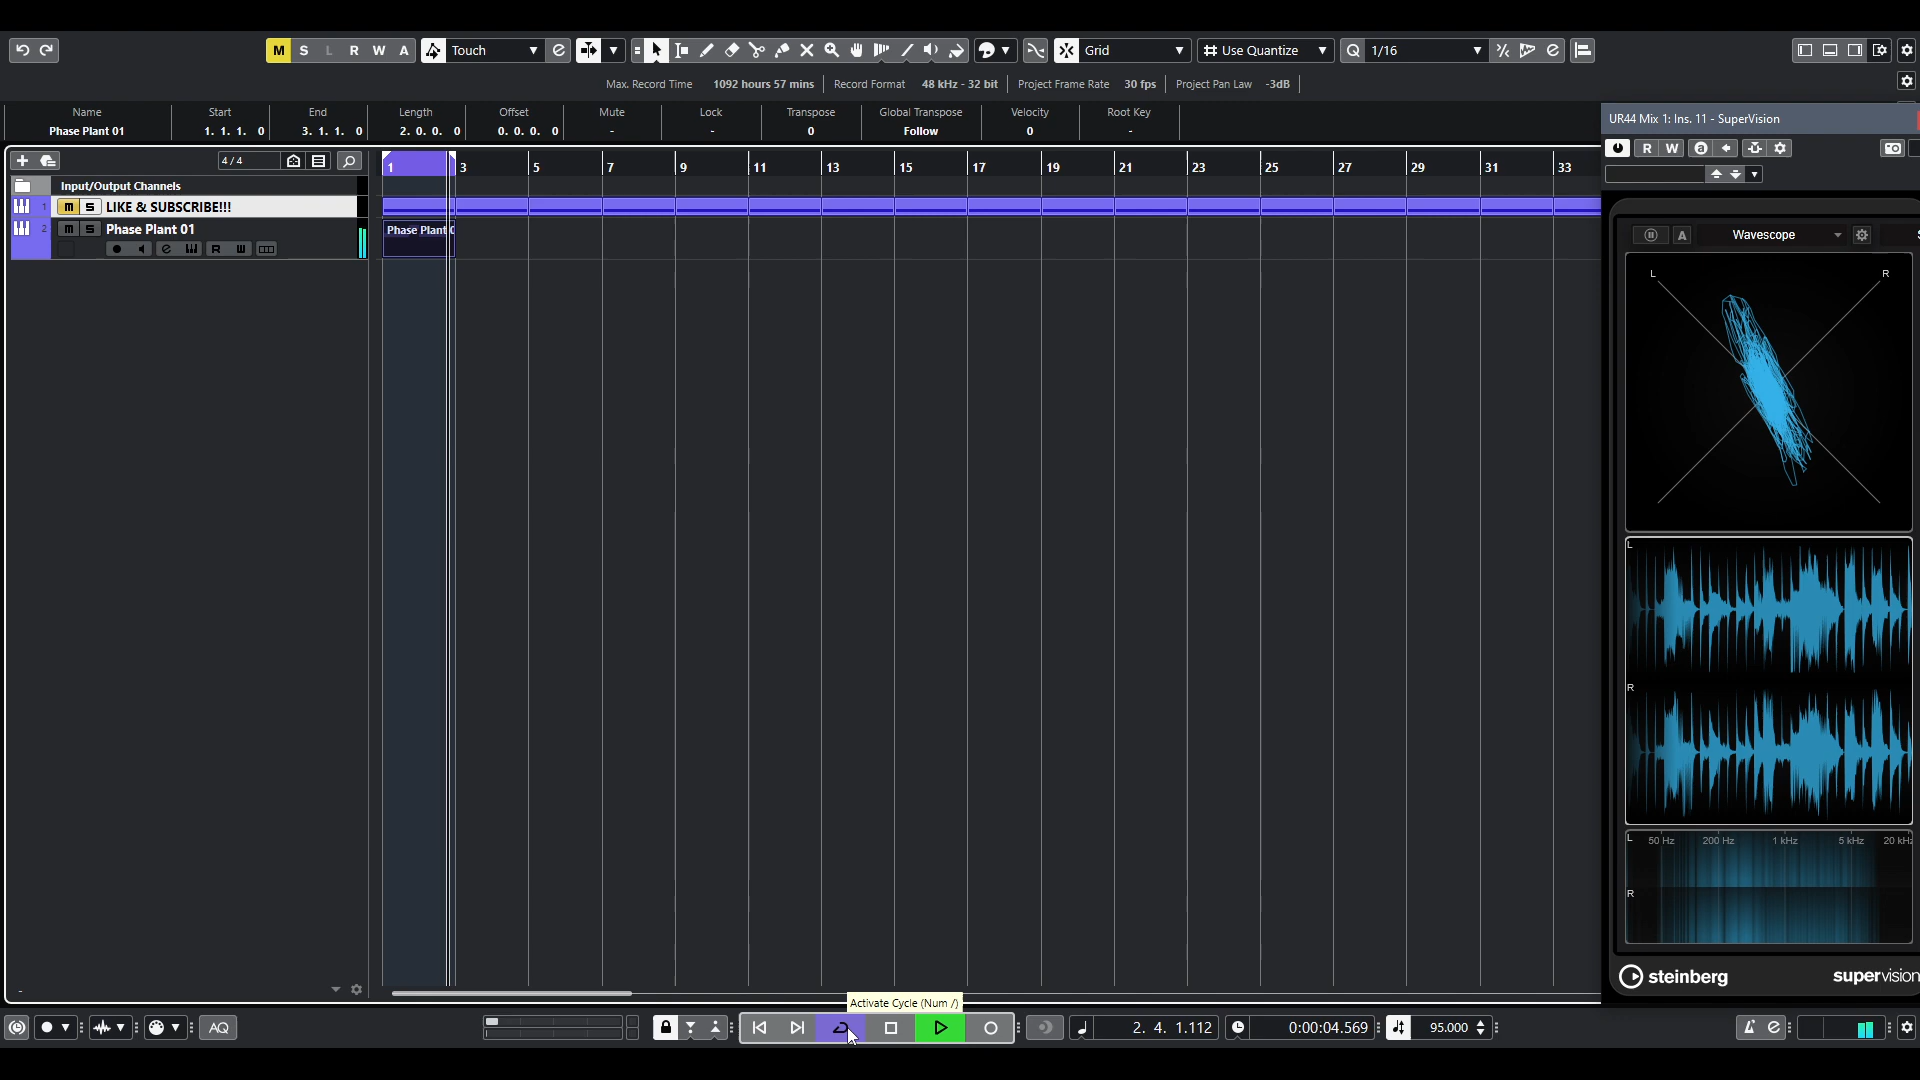 M S L R W A Touch Grid Use Quantize 1/16
Max. Record Time 1092 hours 57 mins Record Format 48 kHz - 32 bit Project Frame Rate 30 fps Project Pan Law -3dB
Name Start End Length Offset Mute Lock Transpose Global Transpose Velocity Root Key
Phase Plant 01 1. 1. 1. 0 3. 1. 1. 0 2. 0. 0. 0 0. 0. 0. 0 - - 0 Follow 0 -
UR44 Mix 1: Ins. 11 - SuperVision
R W a
4/4
1 3 5 7 9 11 13 15 17 19 21 23 25 27 29 31 33
Input/Output Channels
1 m s LIKE & SUBSCRIBE!!!
2 m s Phase Plant 01
Phase Plant 0
e R W
A Wavescope
L R
L
R
L 50 Hz 200 Hz 1 kHz 5 kHz 20 kHz
R
steinberg supervision
Activate Cycle (Num /)
AQ 2. 4. 1.112 0:00:04.569 95.000